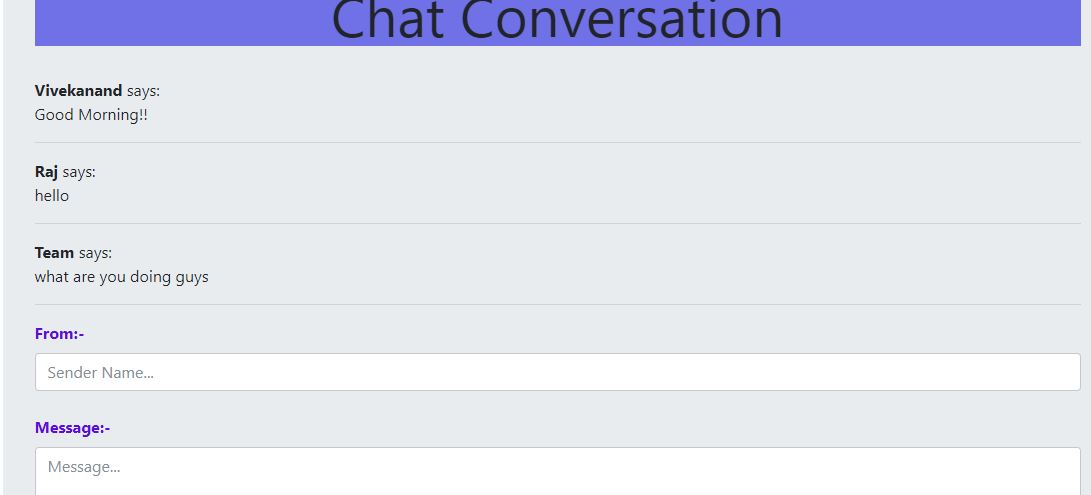 Chat Conversation
Vivekanand says:
Good Morning!!
Raj says:
hello
Team says:
what are you doing guys
From:-
Sender Name...
Message:-
Message...